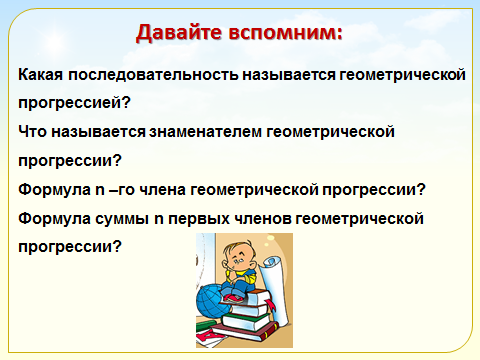 Давайте вспомним:
Какая последовательность называется геометрической
прогрессией?
Что называется знаменателем геометрической
прогрессии?
Формула n –го члена геометрической прогрессии?
Формула суммы n первых членов геометрической
прогрессии?